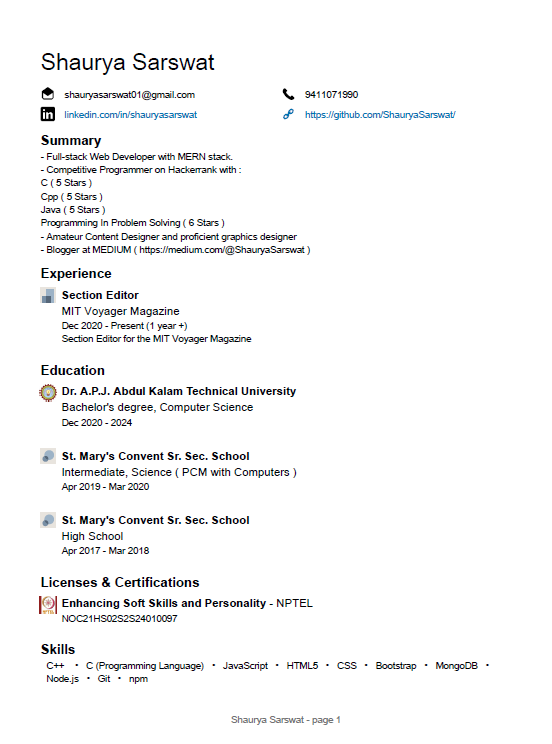 Shaurya Sarswat
shauryasarswat01@gmail.com 9411071990
linkedin.com/in/shauryasarswat https://github.com/ShauryaSarswat/
Summary
- Full-stack Web Developer with MERN stack.
- Competitive Programmer on Hackerrank with :
C ( 5 Stars )
Cpp ( 5 Stars )
Java ( 5 Stars )
Programming In Problem Solving ( 6 Stars )
- Amateur Content Designer and proficient graphics designer
- Blogger at MEDIUM ( https://medium.com/@ShaurySarswat )
Experience
Section Editor
MIT Voyager Magazine
Dec 2020 - Present (1 year +)
Section Editor for the MIT Voyager Magazine
Education
Dr. A.P.J. Abdul Kalam Technical University
Bachelor's degree, Computer Science
Dec 2020 - 2024
St. Mary's Convent Sr. Sec. School
Intermediate, Science ( PCM with Computers )
Apr 2019 - Mar 2020
St. Mary's Convent Sr. Sec. School
High School
Apr 2017 - Mar 2018
Licenses & Certifications
Enhancing Soft Skills and Personality - NPTEL
NOC21HS02S2S24010097
Skills
C++ • C (Programming Language) • JavaScript • HTML5 • CSS • Bootstrap • MongoDB •
Node.js • Git • npm
Shaurya Sarswat - page 1